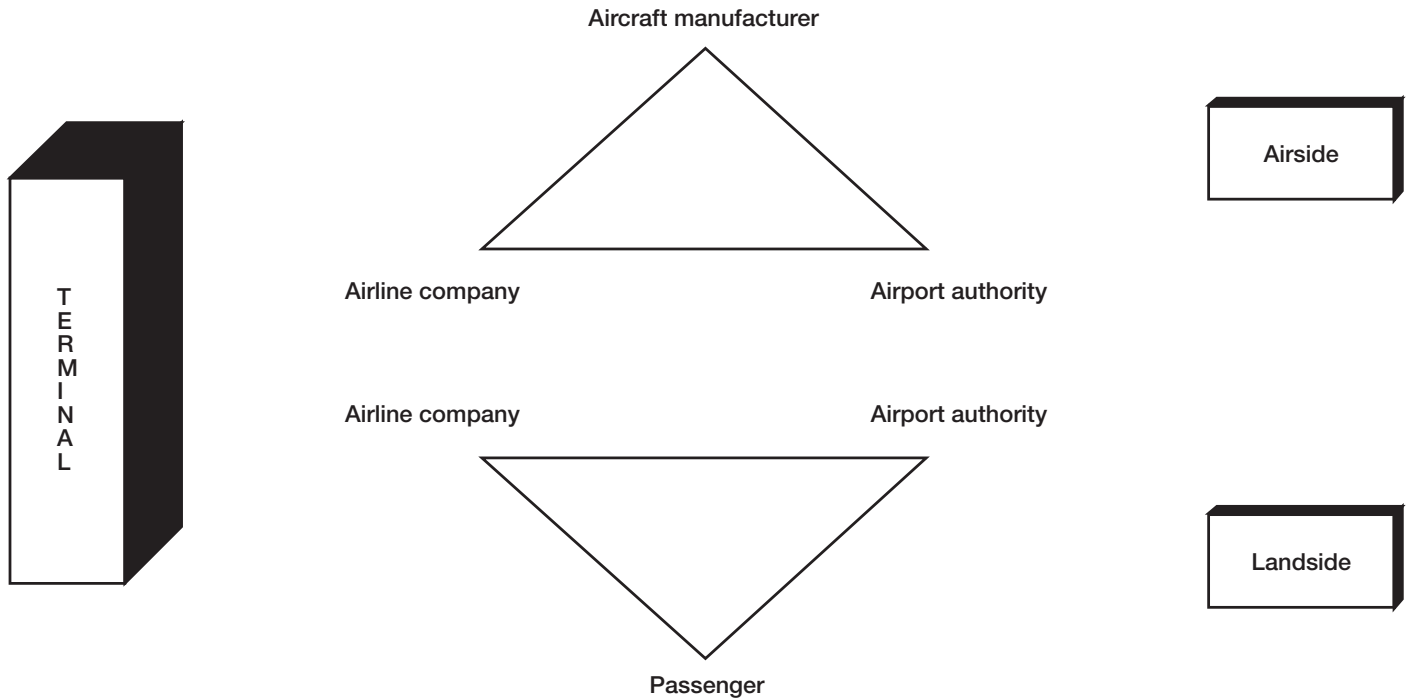 Aircraft manufacturer
Airside
Airline company Airport authority
TERMINAL
Airline company Airport authority
Landside
Passenger